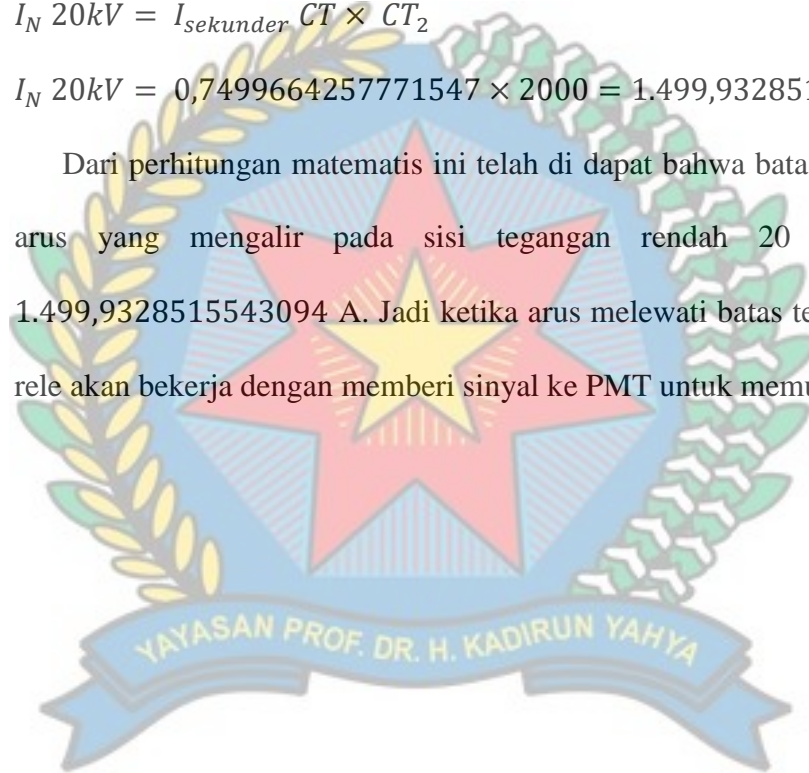 I_N 20kV = I_sekunder CT × CT_2
I_N 20kV = 0,7499664257771547 × 2000 = 1.499,93285
Dari perhitungan matematis ini telah di dapat bahwa bata
arus yang mengalir pada sisi tegangan rendah 20
1.499,9328515543094 A. Jadi ketika arus melewati batas te
rele akan bekerja dengan memberi sinyal ke PMT untuk memu
YAYASAN PROF. DR. H. KADIRUN YAHYA